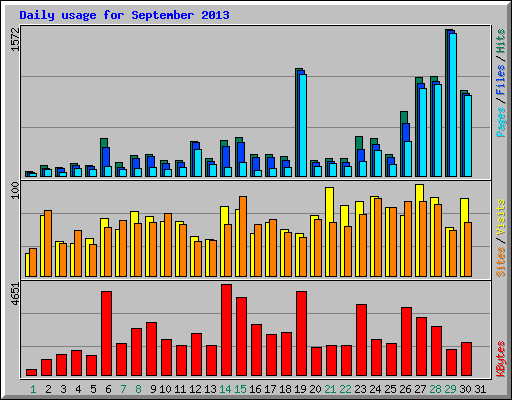 Daily usage for September 2013
1572
Pages / Files / Hits
100
Sites / Visits
4651
KBytes
1 2 3 4 5 6 7 8 9 10 11 12 13 14 15 16 17 18 19 20 21 22 23 24 25 26 27 28 29 30 31